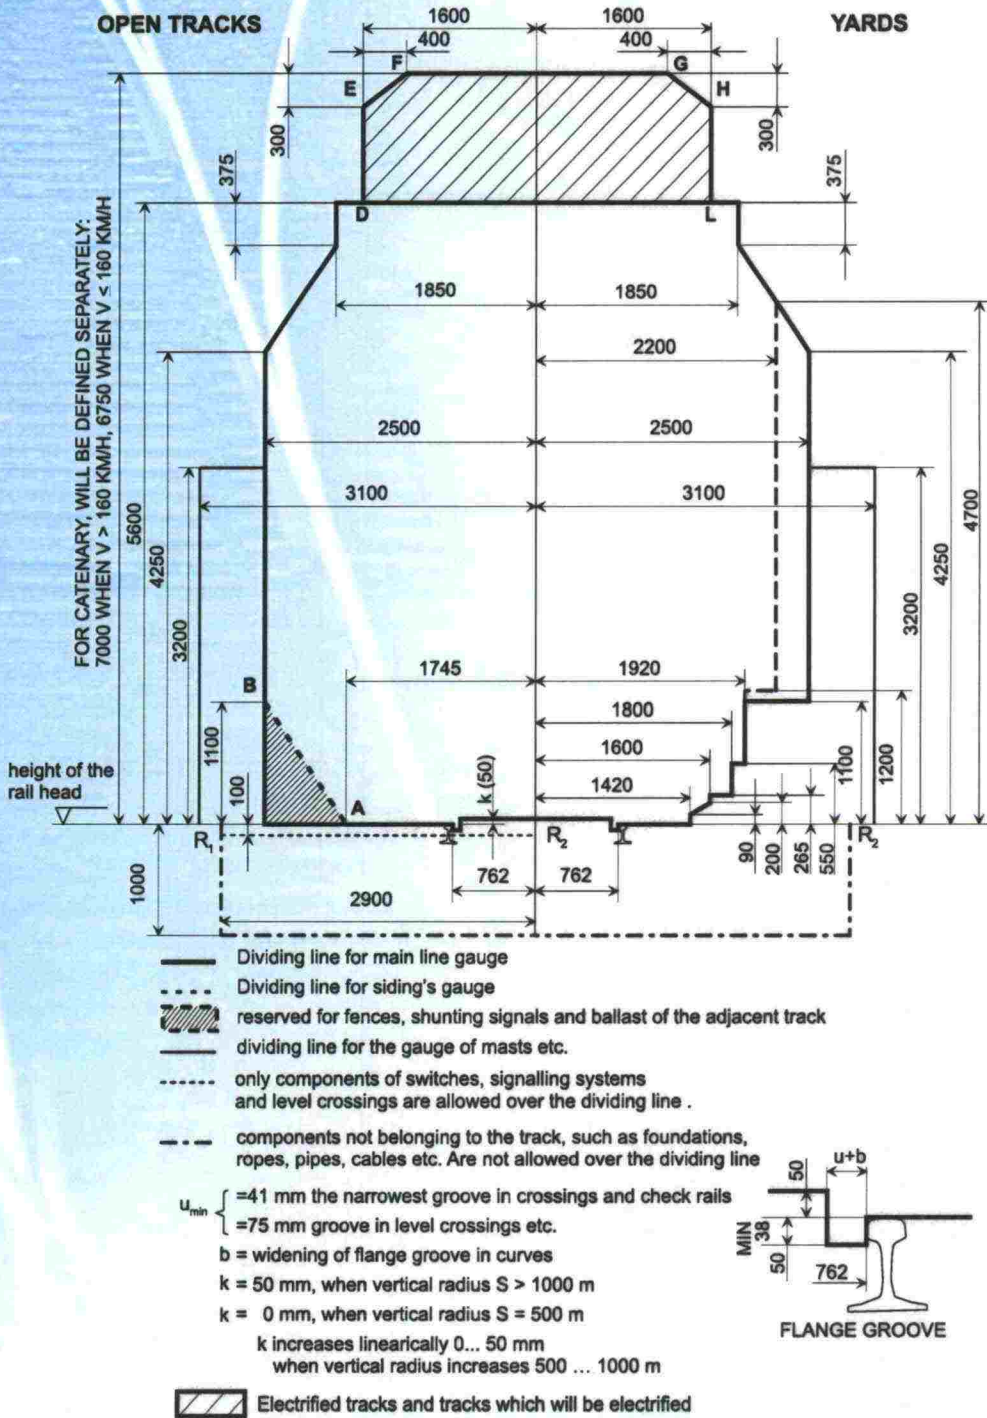 OPEN TRACKS
YARDS
1600
1600
400
400
F
G
E
H
300
300
375
375
D
L
FOR CATENARY, WILL BE DEFINED SEPARATELY:
7000 WHEN V > 160 KM/H, 6750 WHEN V ≤ 160 KM/H
1850
1850
2200
2500
2500
3100
3100
5600
4250
3200
4700
4250
3200
1745
1920
B
1800
1600
1420
1100
100
k (50)
1100
1200
height of the
rail head
A
R₁
R₂
R₂
90
200
265
550
1000
762
762
2900
Dividing line for main line gauge
Dividing line for siding's gauge
reserved for fences, shunting signals and ballast of the adjacent track
dividing line for the gauge of masts etc.
only components of switches, signalling systems
and level crossings are allowed over the dividing line .
components not belonging to the track, such as foundations,
ropes, pipes, cables etc. Are not allowed over the dividing line
uₘᵢₙ { =41 mm the narrowest groove in crossings and check rails
=75 mm groove in level crossings etc.
b = widening of flange groove in curves
k = 50 mm, when vertical radius S > 1000 m
k = 0 mm, when vertical radius S = 500 m
k increases linearically 0... 50 mm
when vertical radius increases 500 ... 1000 m
Electrified tracks and tracks which will be electrified
u+b
50
MIN
38
50
762
FLANGE GROOVE